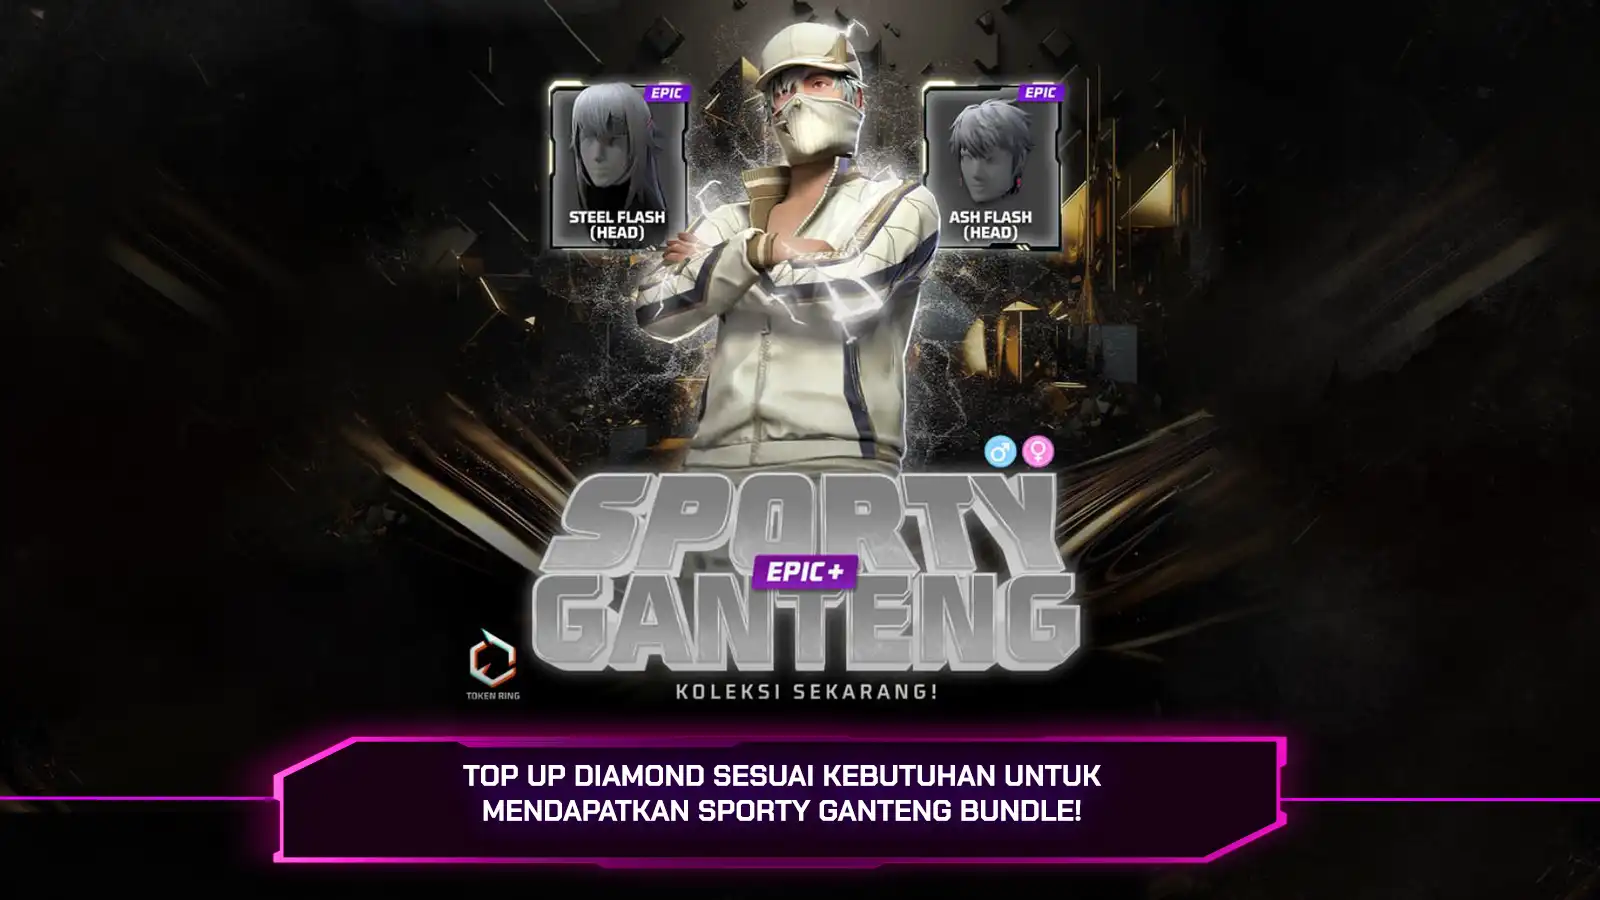 EPIC
STEEL FLASH
(HEAD)
EPIC
ASH FLASH
(HEAD)
SPORTY
EPIC+
GANTENG
TOKEN RING
KOLEKSI SEKARANG!
TOP UP DIAMOND SESUAI KEBUTUHAN UNTUK
MENDAPATKAN SPORTY GANTENG BUNDLE!